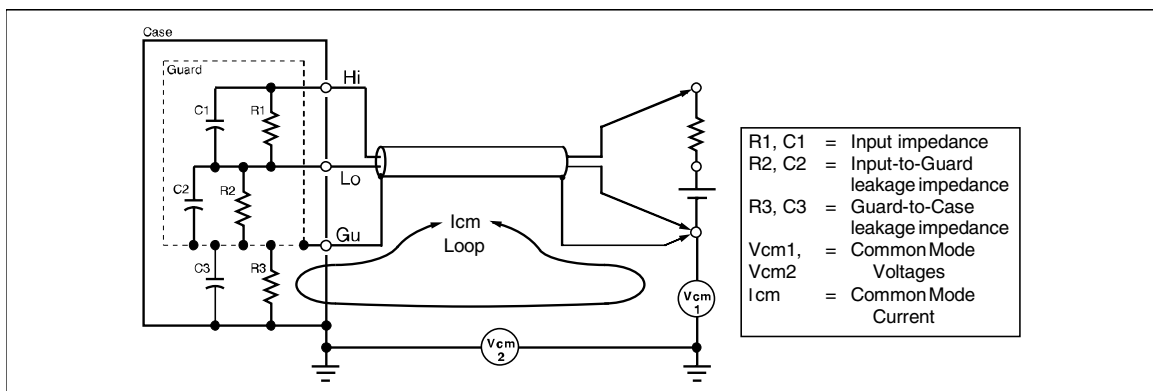 Case
Guard
Hi
C1
R1
Lo
C2
R2
Gu
C3
R3
Icm
Loop
Vcm
1
Vcm
2
R1, C1 = Input impedance
R2, C2 = Input-to-Guard
leakage impedance
R3, C3 = Guard-to-Case
leakage impedance
Vcm1, = Common Mode
Vcm2 Voltages
Icm = Common Mode
Current